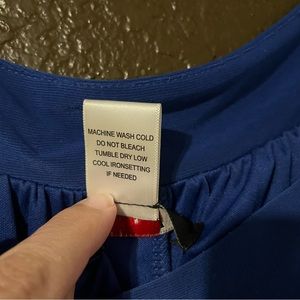 MACHINE WASH COLD
DO NOT BLEACH
TUMBLE DRY LOW
COOL IRONSETTING
IF NEEDED